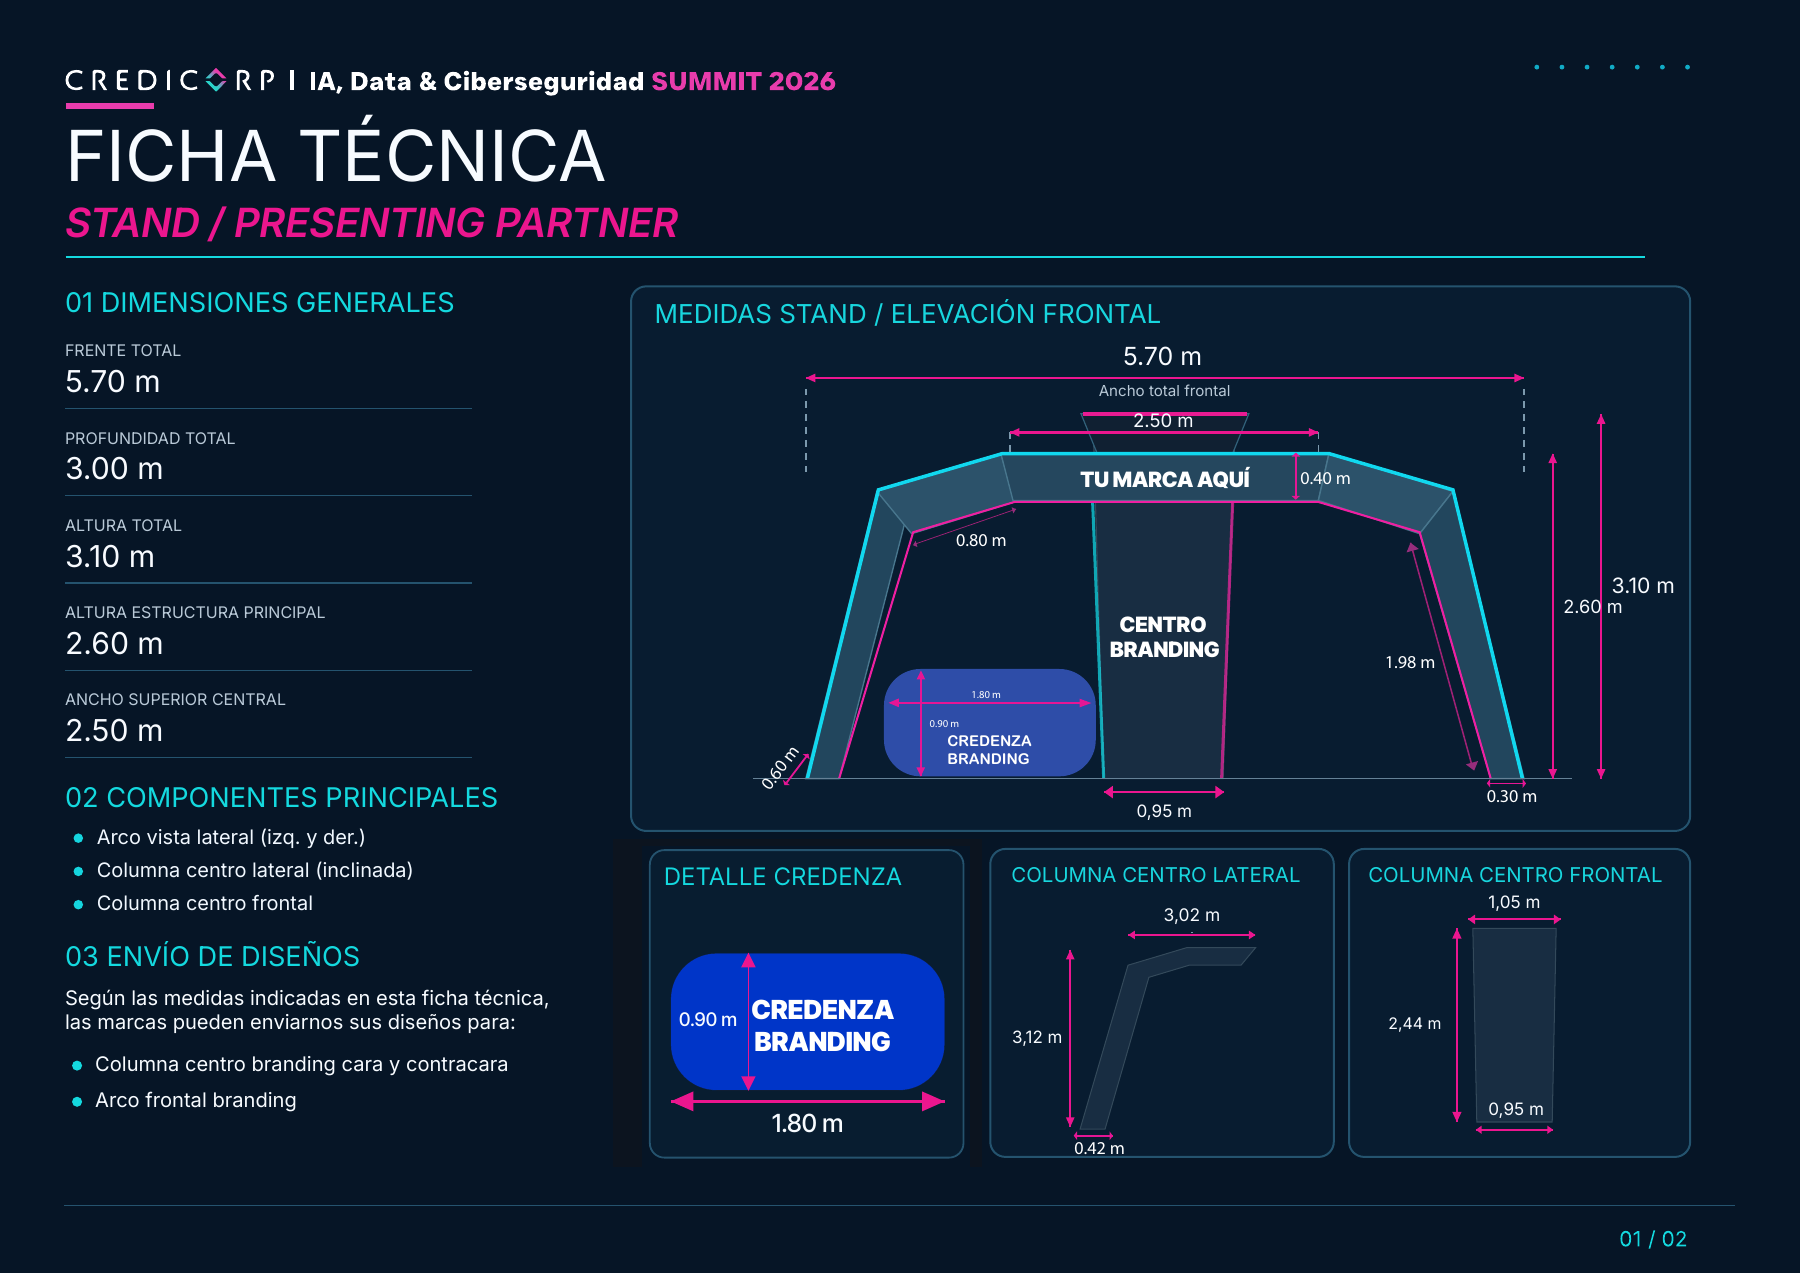 CREDICORP I IA, Data & Ciberseguridad SUMMIT 2026
FICHA TÉCNICA
STAND / PRESENTING PARTNER
01 DIMENSIONES GENERALES
FRENTE TOTAL
5.70 m
PROFUNDIDAD TOTAL
3.00 m
ALTURA TOTAL
3.10 m
ALTURA ESTRUCTURA PRINCIPAL
2.60 m
ANCHO SUPERIOR CENTRAL
2.50 m
02 COMPONENTES PRINCIPALES
Arco vista lateral (izq. y der.)
Columna centro lateral (inclinada)
Columna centro frontal
03 ENVÍO DE DISEÑOS
Según las medidas indicadas en esta ficha técnica,
las marcas pueden enviarnos sus diseños para:
Columna centro branding cara y contracara
Arco frontal branding
MEDIDAS STAND / ELEVACIÓN FRONTAL
5.70 m
Ancho total frontal
2.50 m
TU MARCA AQUÍ
0.40 m
0.80 m
3.10 m
2.60 m
CENTRO
BRANDING
1.98 m
1.80 m
0.90 m
CREDENZA
BRANDING
0.60 m
0.30 m
0,95 m
DETALLE CREDENZA
0.90 m
CREDENZA
BRANDING
1.80 m
COLUMNA CENTRO LATERAL
3,02 m
3,12 m
0.42 m
COLUMNA CENTRO FRONTAL
1,05 m
2,44 m
0,95 m
01 / 02